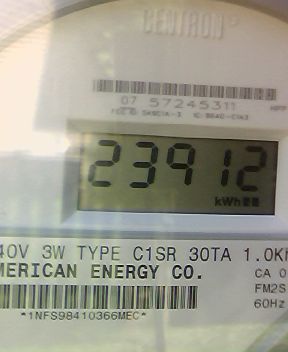 CENTRON
07 57245311
23912
kWh
40V 3W TYPE C1SR 30TA 1.0K
MERICAN ENERGY CO.
CA 0
FM2S
60Hz
*1NFS98410366MEC*